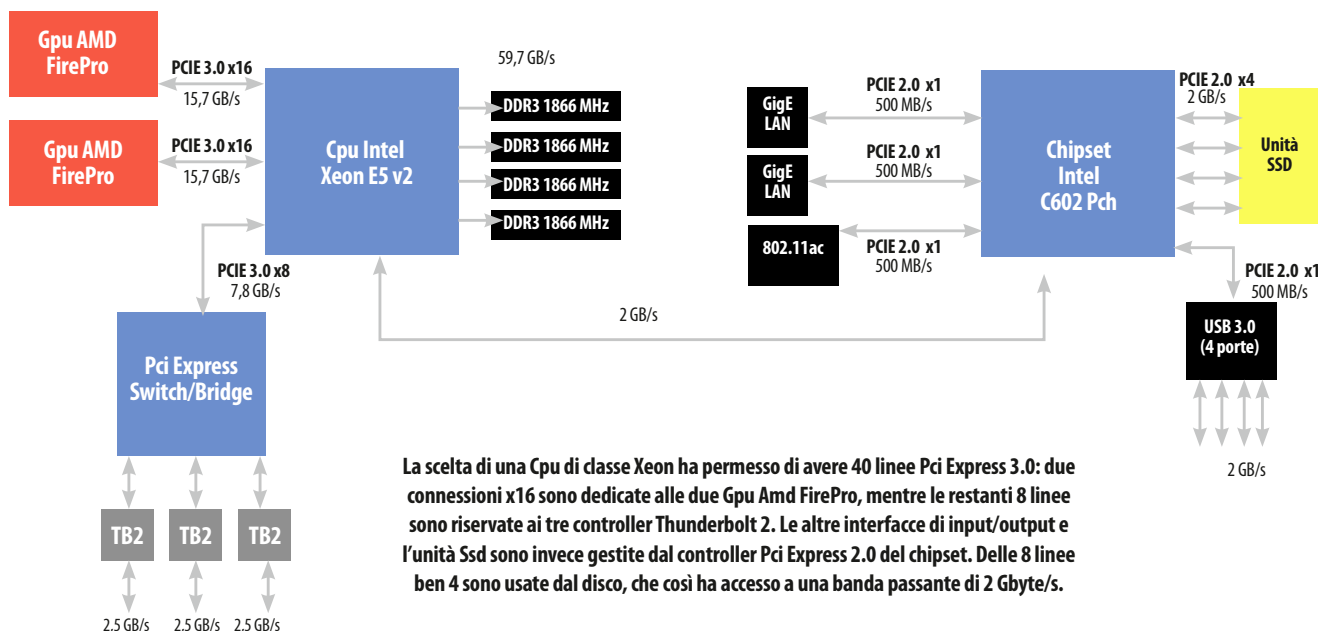 Gpu AMD
FirePro
PCIE 3.0 x16
15,7 GB/s
Gpu AMD
FirePro
PCIE 3.0 x16
15,7 GB/s
Cpu Intel
Xeon E5 v2
59,7 GB/s
DDR3 1866 MHz
DDR3 1866 MHz
DDR3 1866 MHz
DDR3 1866 MHz
GigE
LAN
PCIE 2.0 x1
500 MB/s
GigE
LAN
PCIE 2.0 x1
500 MB/s
802.11ac
PCIE 2.0 x1
500 MB/s
Chipset
Intel
C602 Pch
PCIE 2.0 x4
2 GB/s
Unità
SSD
PCIE 2.0 x1
500 MB/s
USB 3.0
(4 porte)
2 GB/s
PCIE 3.0 x8
7,8 GB/s
2 GB/s
Pci Express
Switch/Bridge
TB2
TB2
TB2
2.5 GB/s
2.5 GB/s
2.5 GB/s
La scelta di una Cpu di classe Xeon ha permesso di avere 40 linee Pci Express 3.0: due
connessioni x16 sono dedicate alle due Gpu Amd FirePro, mentre le restanti 8 linee
sono riservate ai tre controller Thunderbolt 2. Le altre interfacce di input/output e
l'unità Ssd sono invece gestite dal controller Pci Express 2.0 del chipset. Delle 8 linee
ben 4 sono usate dal disco, che così ha accesso a una banda passante di 2 Gbyte/s.